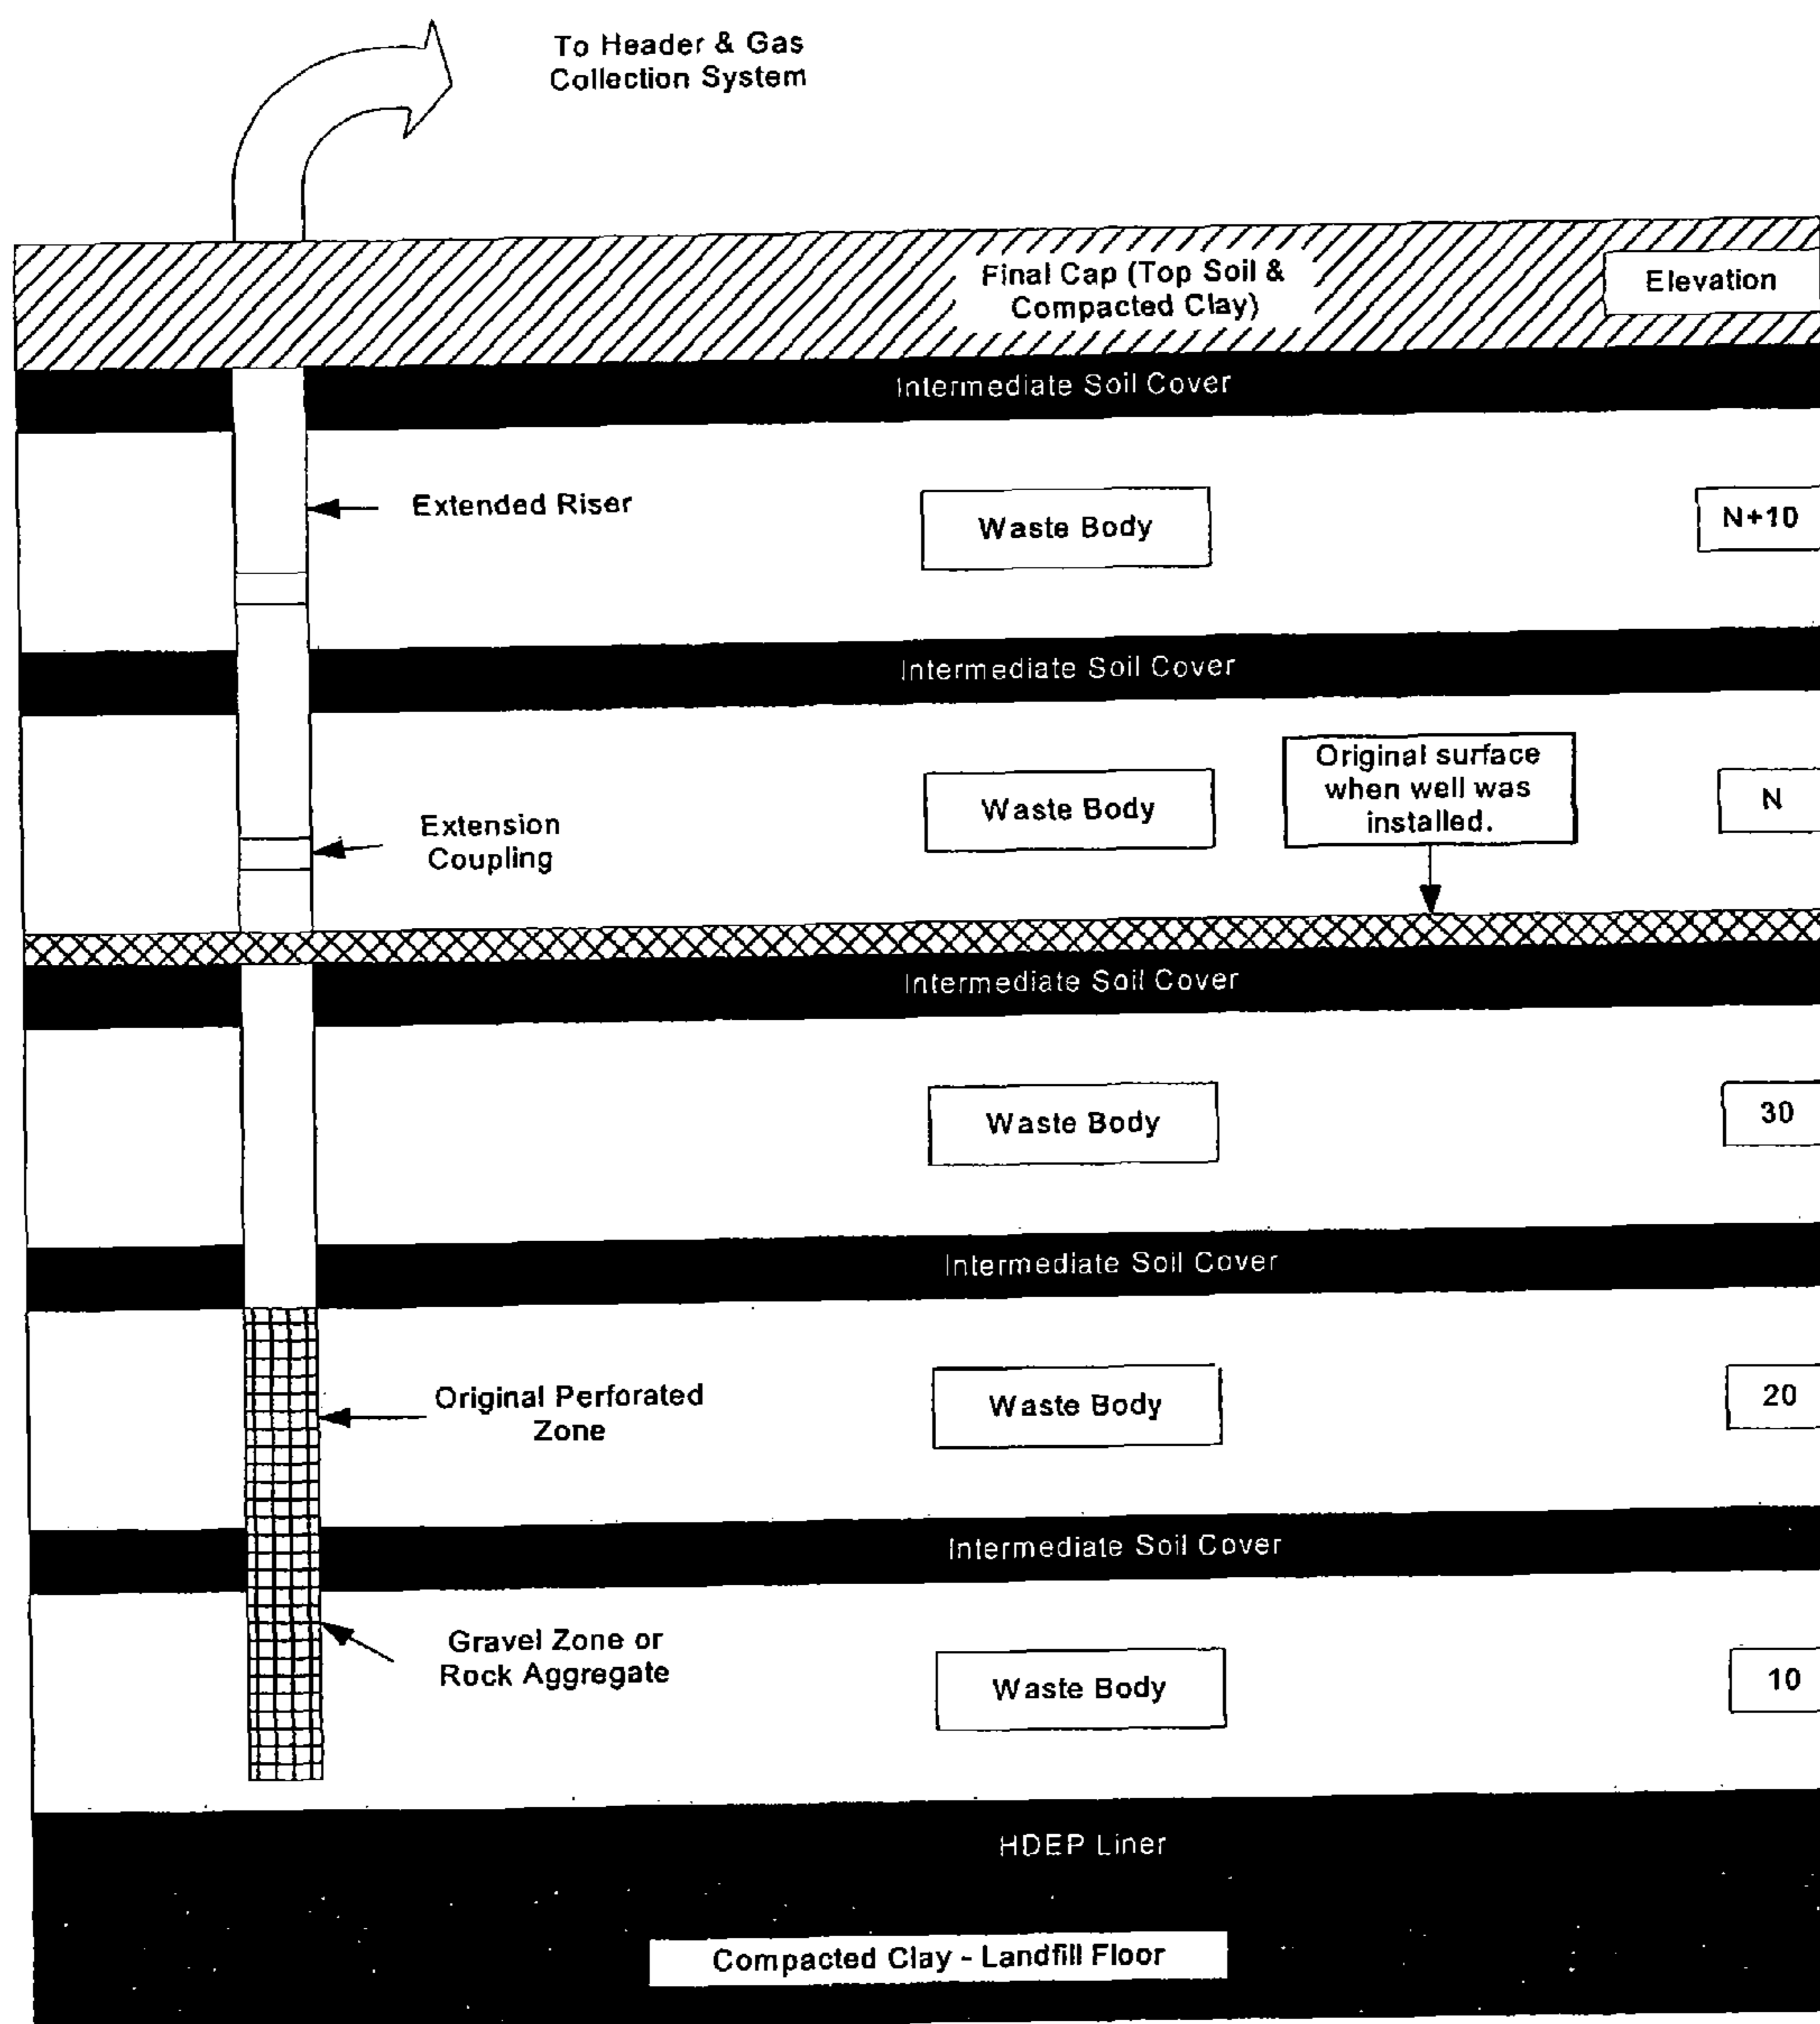 To Header & Gas
Collection System
Final Cap (Top Soil &
Compacted Clay)
Elevation
Intermediate Soil Cover
Extended Riser
Waste Body
N+10
Intermediate Soil Cover
Original surface
when well was
installed.
Waste Body
N
Extension
Coupling
Intermediate Soil Cover
Waste Body
30
Intermediate Soil Cover
Original Perforated
Zone
Waste Body
20
Intermediate Soil Cover
Gravel Zone or
Rock Aggregate
Waste Body
10
HDEP Liner
Compacted Clay - Landfill Floor